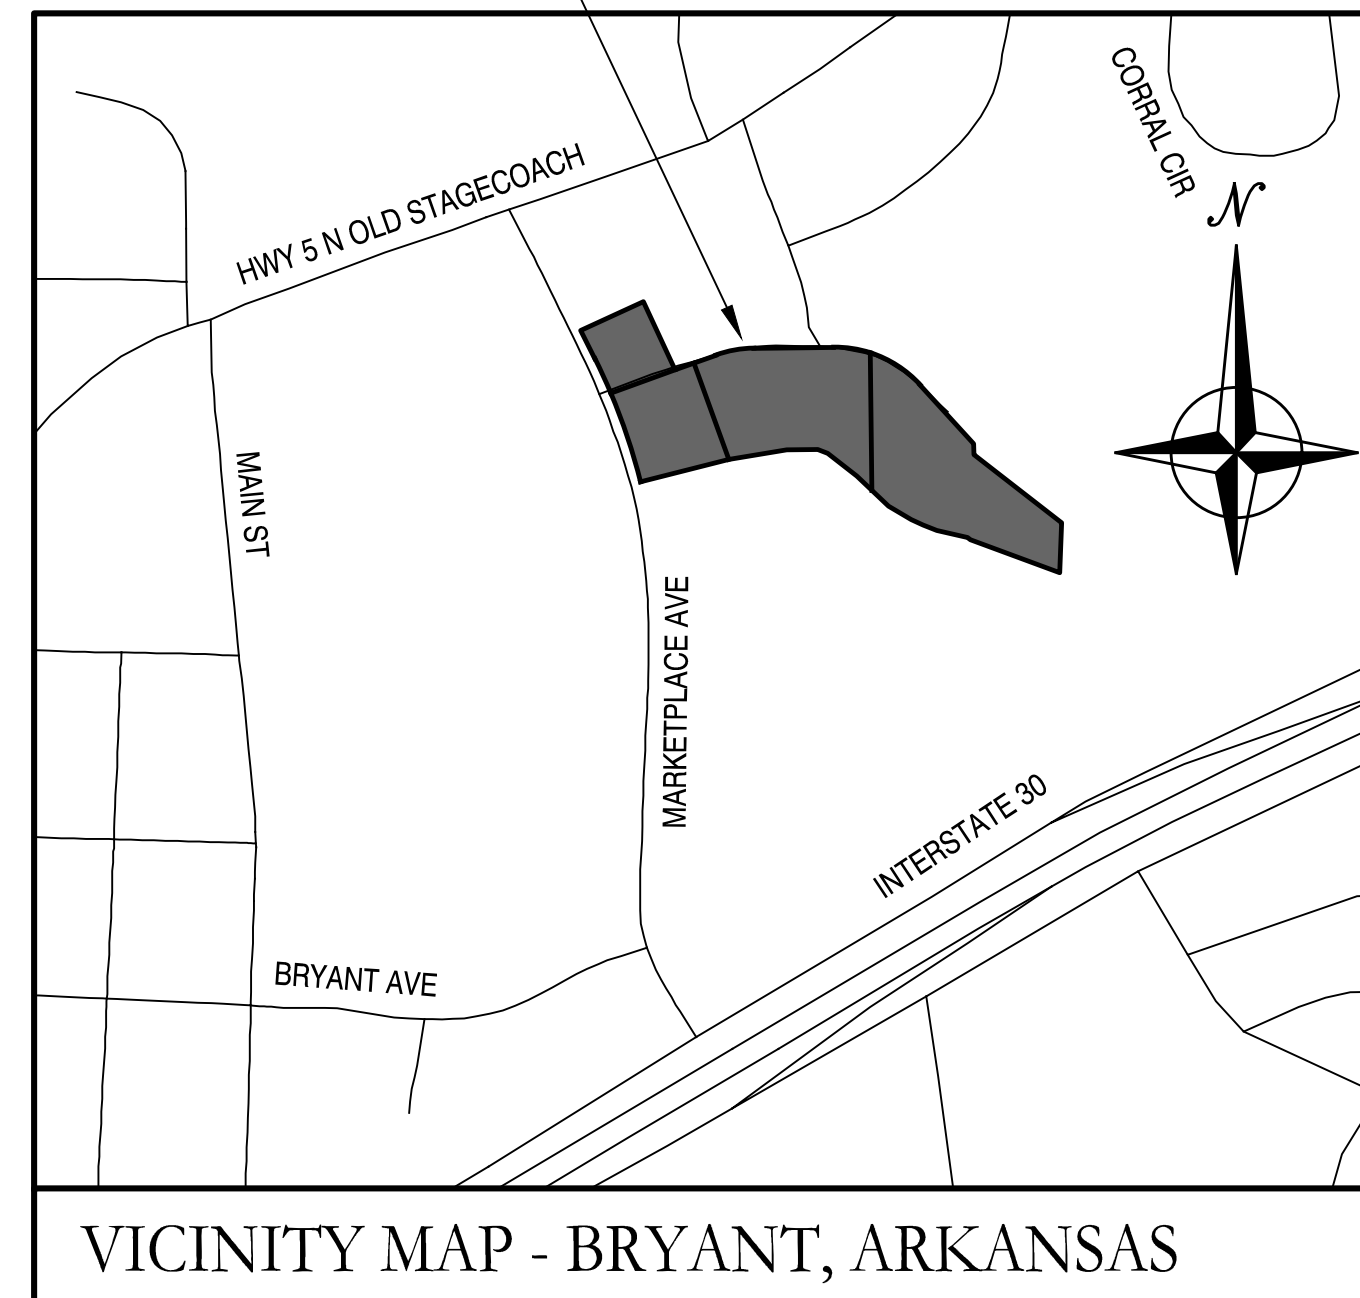 CORRAL CIR
N
HWY 5 N OLD STAGECOACH
MAIN ST
MARKETPLACE AVE
INTERSTATE 30
BRYANT AVE
VICINITY MAP - BRYANT, ARKANSAS